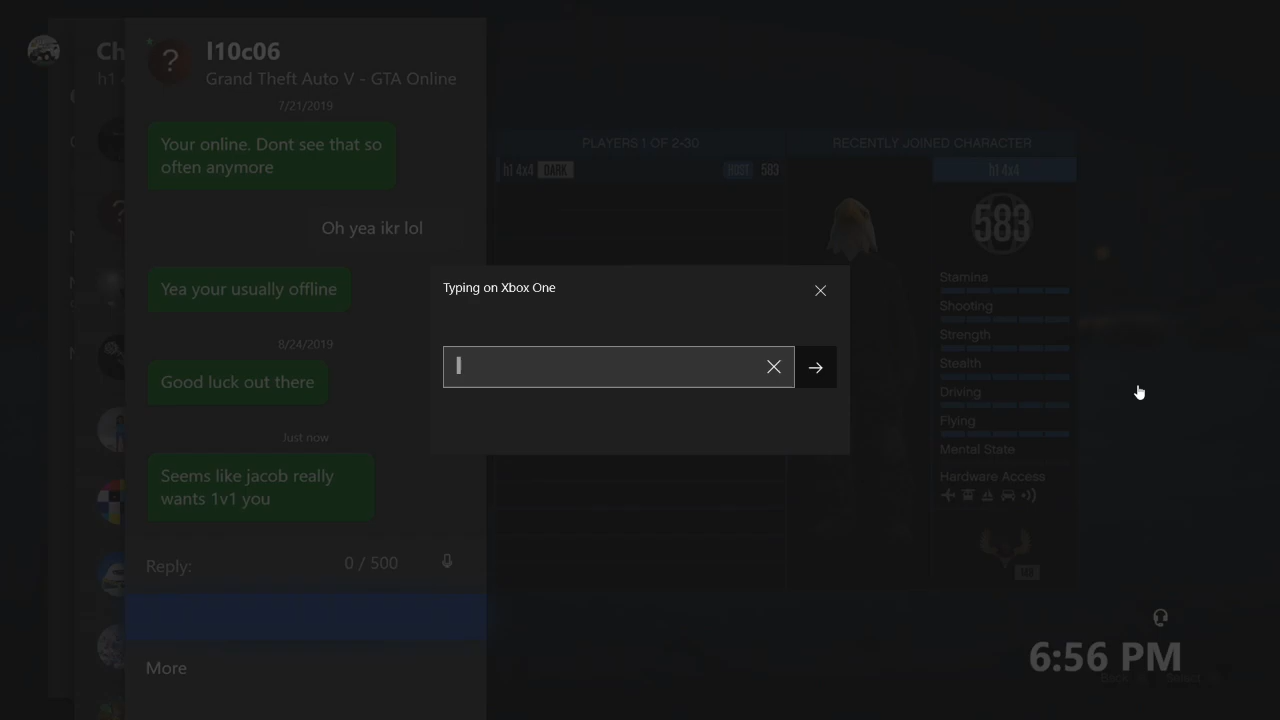 Ch
h1
l10c06
Grand Theft Auto V - GTA Online
7/21/2019
Your online. Dont see that so
often anymore
Oh yea ikr lol
Yea your usually offline
8/24/2019
Good luck out there
Just now
Seems like jacob really
wants 1v1 you
Reply:
0 / 500
More
Typing on Xbox One
PLAYERS 1 OF 2-30
h1 4x4 DARK HOST 583
RECENTLY JOINED CHARACTER
h1 4x4
583
Stamina
Shooting
Strength
Stealth
Driving
Flying
Mental State
Hardware Access
6:56 PM
Back
Select